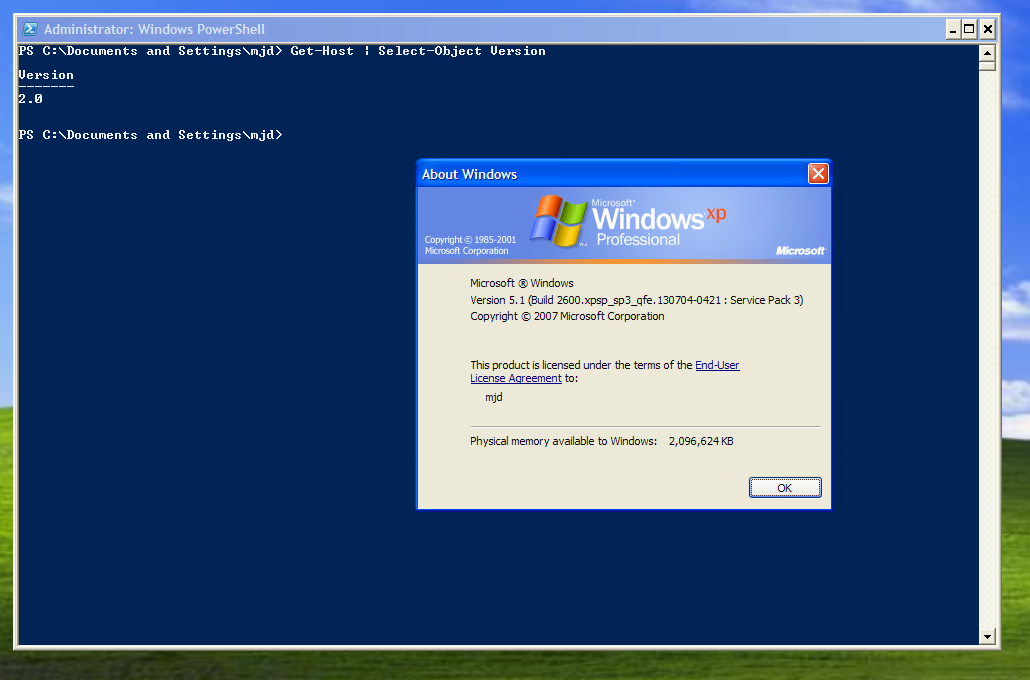 Administrator: Windows PowerShell
PS C:\Documents and Settings\mjd> Get-Host | Select-Object Version
Version
-------
2.0
PS C:\Documents and Settings\mjd>
About Windows
Microsoft®
Windows xp
Professional
Copyright © 1985-2001
Microsoft Corporation
TM
Microsoft
Microsoft ® Windows
Version 5.1 (Build 2600.xpsp_sp3_qfe.130704-0421 : Service Pack 3)
Copyright © 2007 Microsoft Corporation
This product is licensed under the terms of the End-User
License Agreement to:
mjd
Physical memory available to Windows: 2,096,624 KB
OK